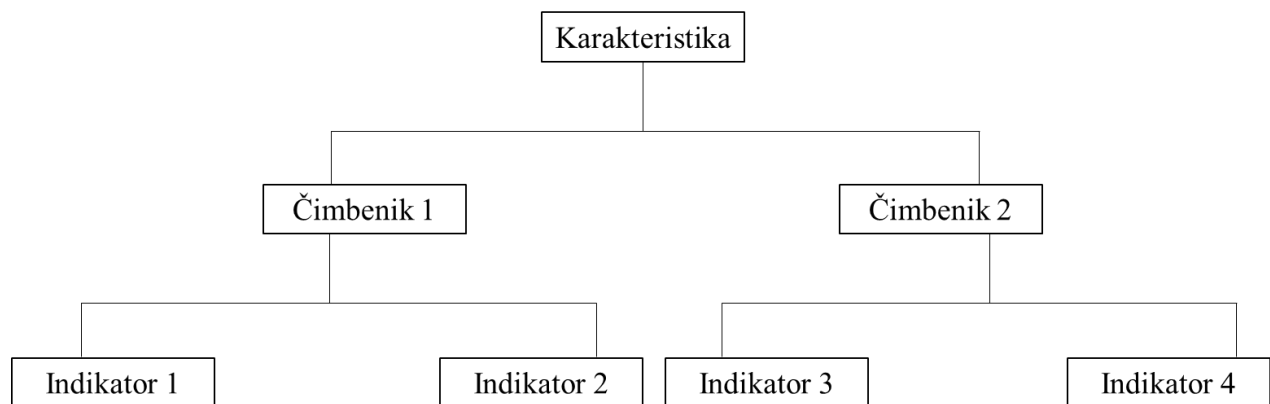 Karakteristika
Čimbenik 1
Čimbenik 2
Indikator 1
Indikator 2
Indikator 3
Indikator 4